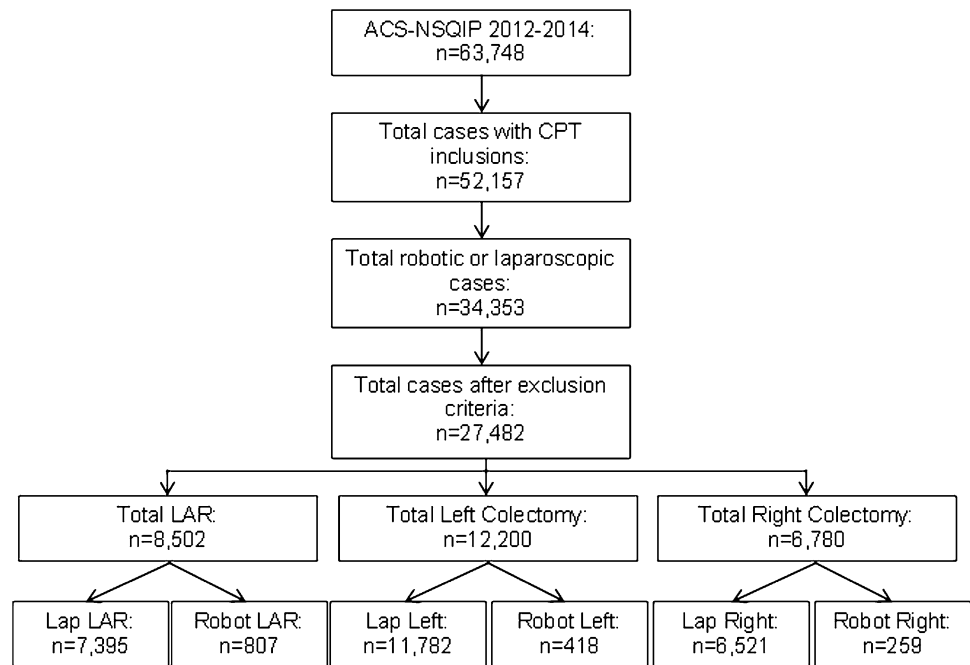 ACS-NSQIP 2012-2014:
n=63,748
Total cases with CPT
inclusions:
n=52,157
Total robotic or laparoscopic
cases:
n=34,353
Total cases after exclusion
criteria:
n=27,482
Total LAR:
n=8,502
Total Left Colectomy:
n=12,200
Total Right Colectomy:
n=6,780
Lap LAR:
n=7,395
Robot LAR:
n=807
Lap Left:
n=11,782
Robot Left:
n=418
Lap Right:
n=6,521
Robot Right:
n=259